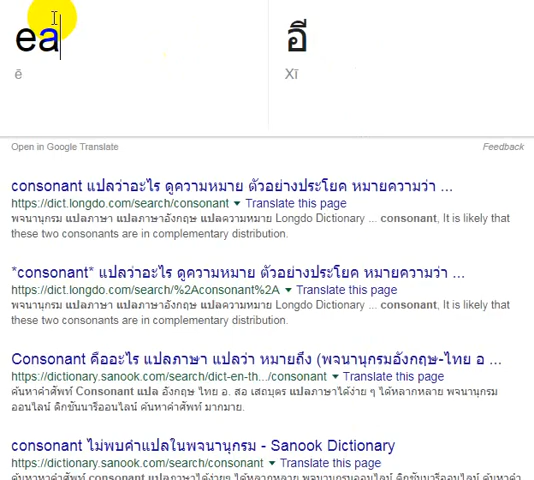 ea
อี
ē
Xī
Open in Google Translate
Feedback
consonant แปลว่าอะไร ดูความหมาย ตัวอย่างประโยค หมายความว่า ...
https://dict.longdo.com/search/consonant ▼ Translate this page
พจนานุกรม แปลภาษา แปลภาษาอังกฤษ แปลความหมาย Longdo Dictionary ... consonant, It is likely that
these two consonants are in complementary distribution.
*consonant* แปลว่าอะไร ดูความหมาย ตัวอย่างประโยค หมายความว่า ...
https://dict.longdo.com/search/%2Aconsonant%2A ▼ Translate this page
พจนานุกรม แปลภาษา แปลภาษาอังกฤษ แปลความหมาย Longdo Dictionary ... consonant, It is likely that
these two consonants are in complementary distribution.
Consonant คืออะไร แปลภาษา แปลว่า หมายถึง (พจนานุกรมอังกฤษ-ไทย อ ...
https://dictionary.sanook.com/search/dict-en-th.../consonant ▼ Translate this page
ค้นหาคำศัพท์ Consonant แปล อังกฤษ ไทย อ. สอ เสถบุตร แปลภาษาได้ง่าย ๆ ได้หลากหลาย พจนานุกรม
ออนไลน์ ดิกชันนารีออนไลน์ ค้นหาคำศัพท์ มากมาย.
consonant ไม่พบคำแปลในพจนานุกรม - Sanook Dictionary
https://dictionary.sanook.com/search/consonant ▼ Translate this page